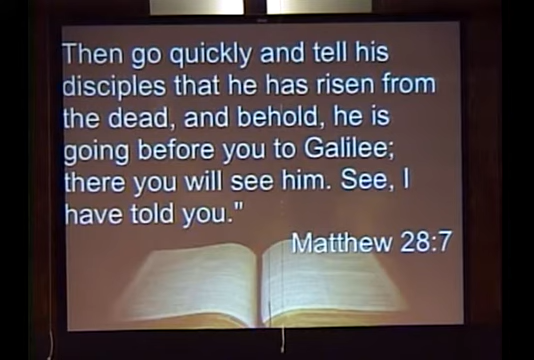 Then go quickly and tell his
disciples that he has risen from
the dead, and behold, he is
going before you to Galilee;
there you will see him. See, I
have told you."
Matthew 28:7